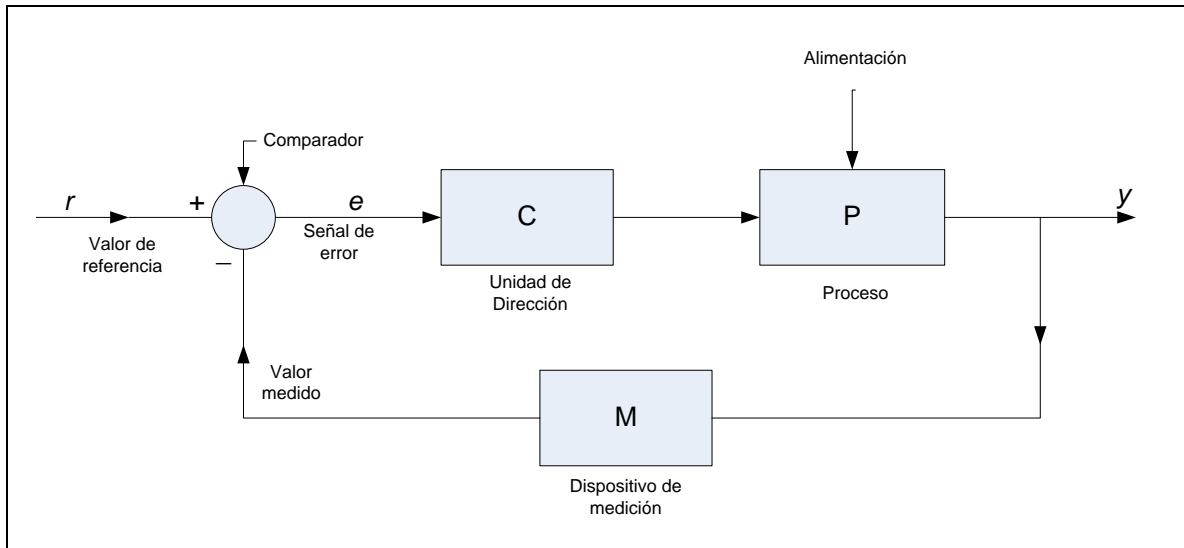 Alimentación
Comparador
r
+
e
C
P
y
Valor de
referencia
–
Señal de
error
Unidad de
Dirección
Proceso
Valor
medido
M
Dispositivo de
medición